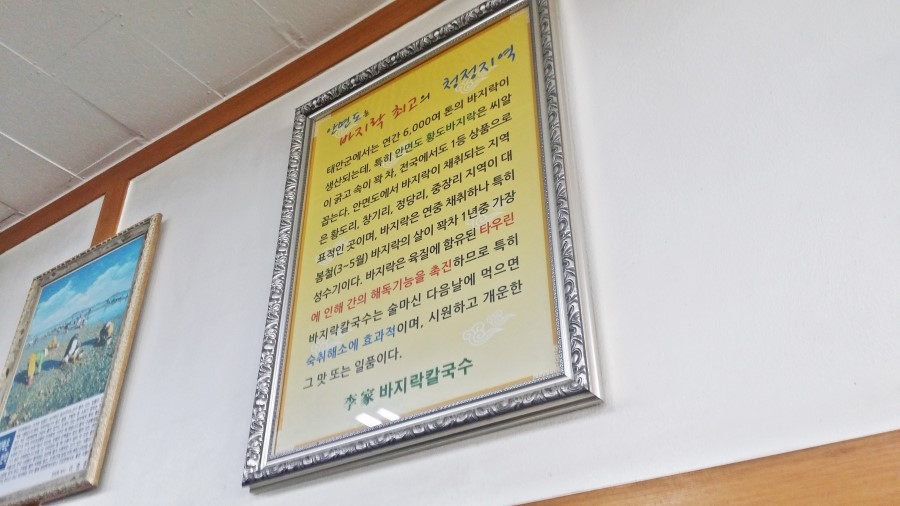 안면도는
바지락 최고의 청정지역
태안군에서는 연간 6,000여 톤의 바지락이
생산되는데, 특히 안면도 황도바지락은 씨알
이 굵고 속이 꽉 차, 전국에서도 1등 상품으로
꼽는다. 안면도에서 바지락이 채취되는 지역
은 황도리, 창기리, 정당리, 중장리 지역이 대
표적인 곳이며, 바지락은 연중 채취하나 특히
봄철(3~5월) 바지락의 살이 꽉차 1년중 가장
성수기이다. 바지락은 육질에 함유된 타우린
에 인해 간의 해독기능을 촉진하므로 특히
바지락칼국수는 술마신 다음날에 먹으면
숙취해소에 효과적이며, 시원하고 개운한
그 맛 또는 일품이다.
李家 바지락칼국수